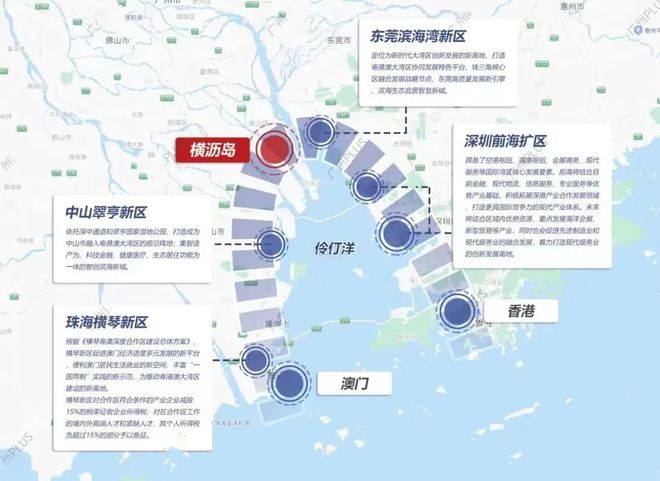 东莞滨海湾新区
定位为新时代大湾区创新发展的新高地，打造
粤港澳大湾区协同发展特色平台、珠三角核心
区融合发展战略节点、东莞高质量发展新引擎
、滨海生态宜居智慧新城。
横沥岛
深圳前海扩区
具备了空港枢纽、海港枢纽、会展商务、现代
服务等国际湾区核心发展要素。前海将结合目
前金融、现代物流、信息服务、专业服务等优
势产业基础，积极拓展深港产业合作发展领域
，打造更具国际竞争力的现代产业体系。未来
将结合区域内优势资源，重点发展海洋会展、
新型贸易等产业，同时也会促进先进制造业和
现代服务业的融合发展，着力打造现代服务业
的创新发展高地。
中山翠亨新区
依托深中通道和翠亨国家湿地公园，打造成为
中山市融入粤港澳大湾区的前沿阵地；集智造
产为、科技金融、健康医疗、生态居住功能为
一体的智创滨海新城。
伶仃洋
珠海横琴新区
根据《横琴粤澳深度合作区建设总体方案》，
横琴新区促进澳门经济适度多元发展的新平台
、便利澳门居民生活就业的新空间、丰富“一
国两制”实践的新示范、为推动粤港澳大湾区
建设的新高地。
横琴新区对合作区符合条件的产业企业减按
15%的税率征收企业所得税；对在合作区工作
的境内外高端人才和紧缺人才，其个人所得税
负超过15%的部分予以免征。
香港
澳门
佛山市
东莞市
惠州市
PLUS